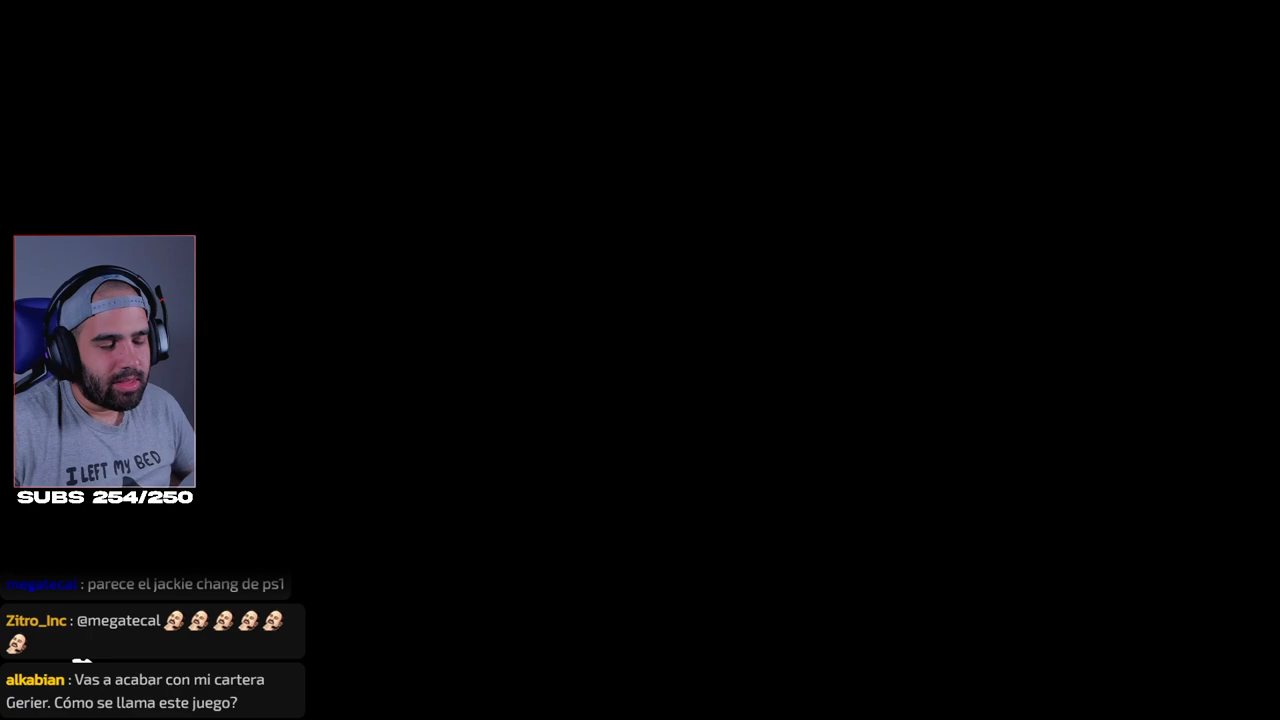 I LEFT MY BED
SUBS 254/250
megatecal : parece el jackie chang de ps1
Zitro_Inc : @megatecal
alkabian : Vas a acabar con mi cartera
Gerier. Cómo se llama este juego?